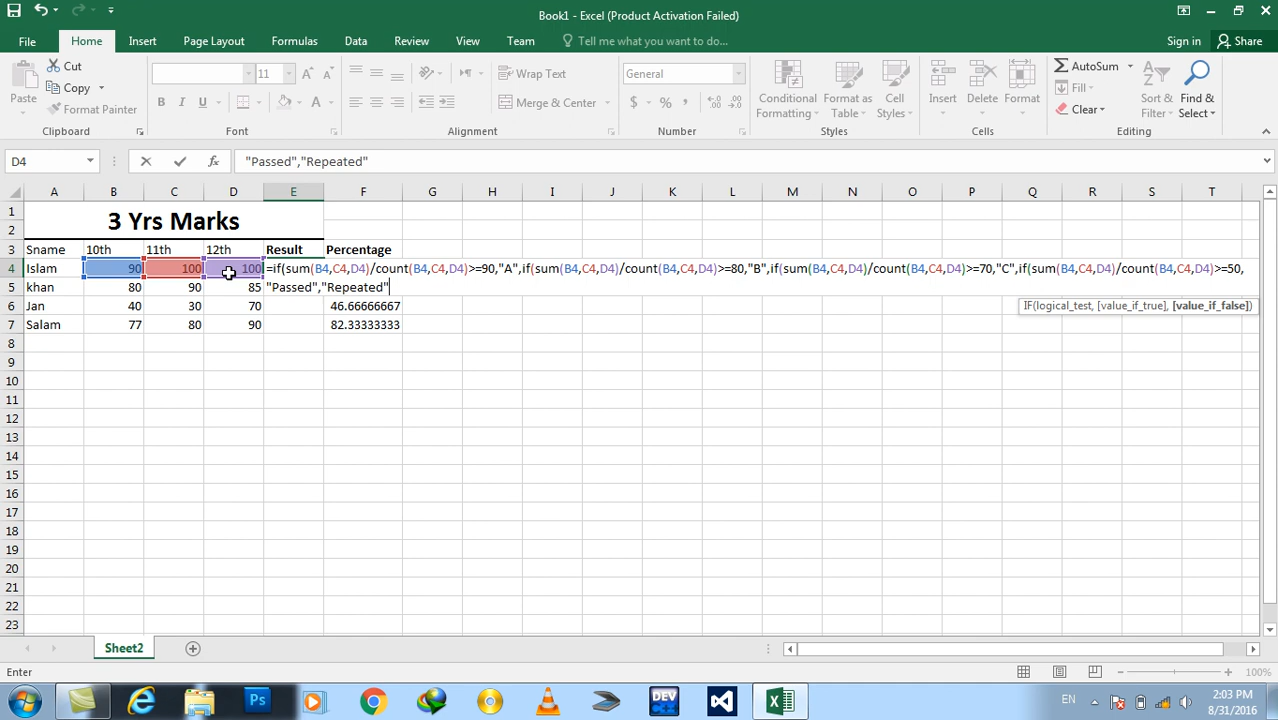 Book1 - Excel (Product Activation Failed)
File Home Insert Page Layout Formulas Data Review View Team Tell me what you want to do... Sign in Share
Paste
Cut
Copy
Format Painter
Clipboard
11
B I U
Font
Wrap Text
Merge & Center
Alignment
General
$ % ,
Number
Conditional Formatting
Format as Table
Cell Styles
Styles
Insert Delete Format
Cells
AutoSum
Fill
Clear
Sort & Filter
Find & Select
Editing
D4 fx "Passed","Repeated"
A B C D E F G H I J K L M N O P Q R S T
1 3 Yrs Marks
2
3 Sname 10th 11th 12th Result Percentage
4 Islam 90 100 100 =if(sum(B4,C4,D4)/count(B4,C4,D4)>=90,"A",if(sum(B4,C4,D4)/count(B4,C4,D4)>=80,"B",if(sum(B4,C4,D4)/count(B4,C4,D4)>=70,"C",if(sum(B4,C4,D4)/count(B4,C4,D4)>=50,
5 khan 80 90 85 "Passed","Repeated"
6 Jan 40 30 70 46.66666667 IF(logical_test, [value_if_true], [value_if_false])
7 Salam 77 80 90 82.33333333
8
9
10
11
12
13
14
15
16
17
18
19
20
21
22
23
Sheet2
Enter 100%
Ps DEV EN 2:03 PM
8/31/2016